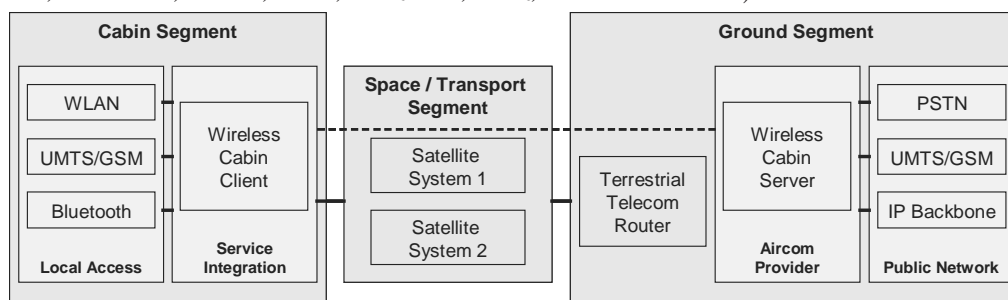 Cabin Segment
WLAN
UMTS/GSM
Bluetooth
Local Access
Wireless
Cabin
Client
Service
Integration
Space / Transport
Segment
Satellite
System 1
Satellite
System 2
Ground Segment
Terrestrial
Telecom
Router
Wireless
Cabin
Server
Aircom
Provider
PSTN
UMTS/GSM
IP Backbone
Public Network